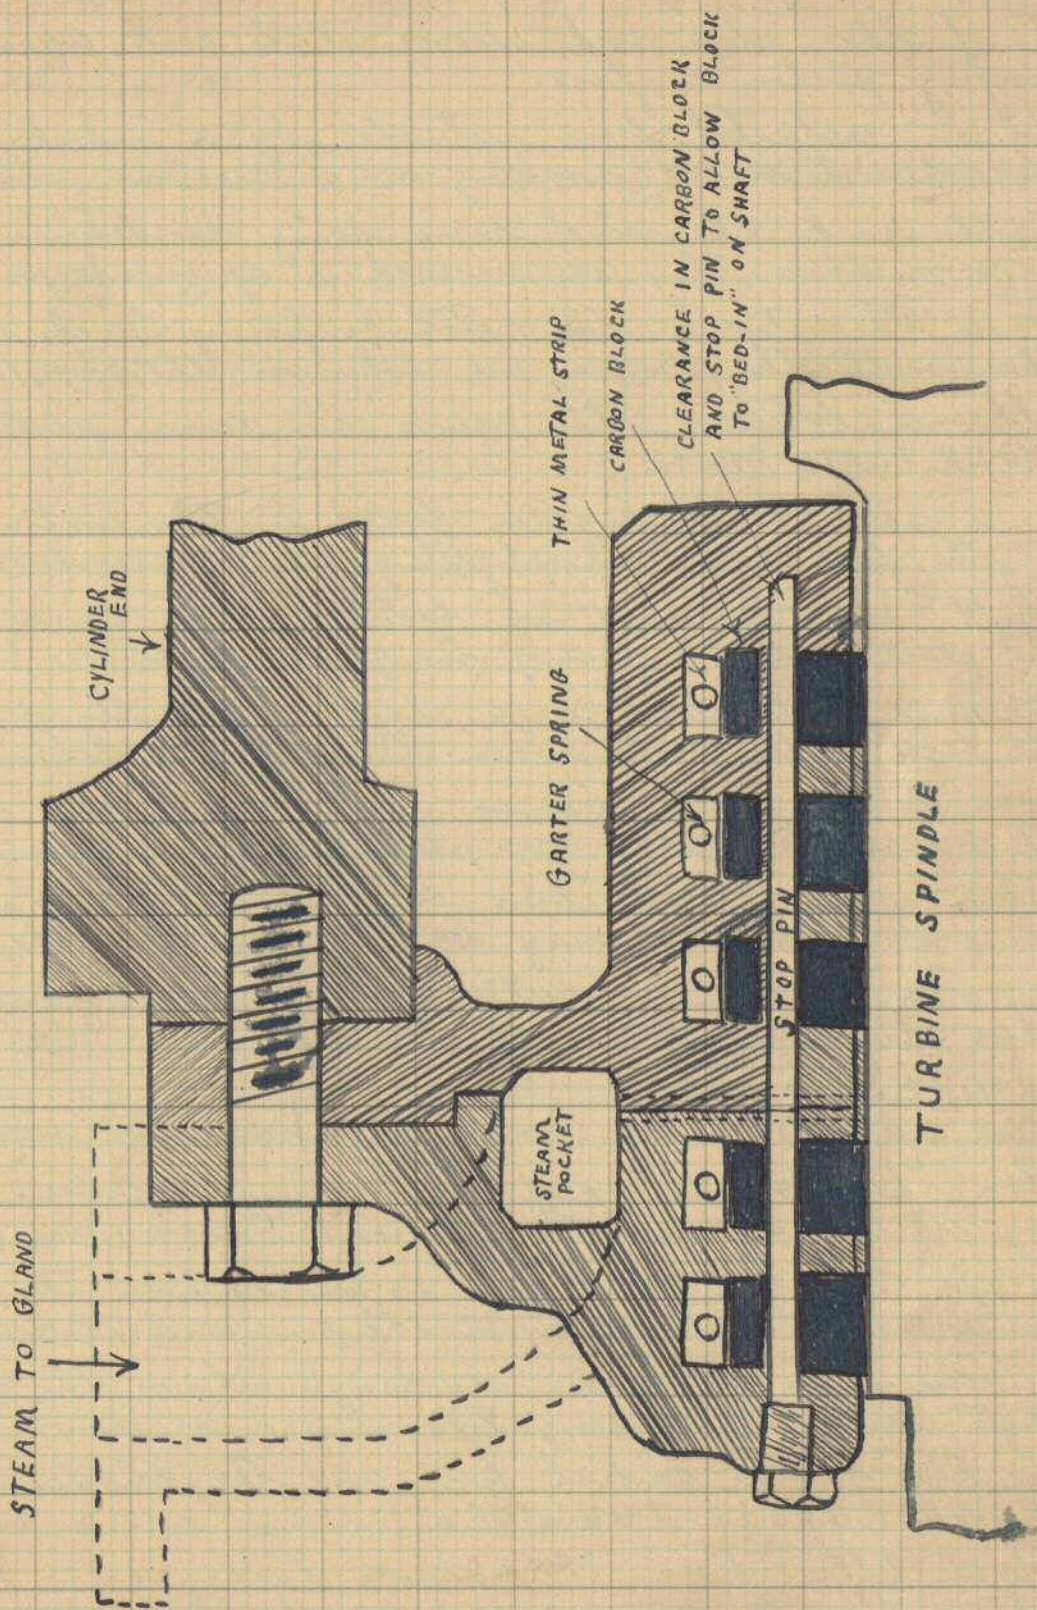 STEAM TO GLAND
CYLINDER
END
STEAM
POCKET
GARTER SPRING
THIN METAL STRIP
CARBON BLOCK
CLEARANCE IN CARBON BLOCK
AND STOP PIN TO ALLOW BLOCK
TO "BED-IN" ON SHAFT
STOP PIN
TURBINE SPINDLE